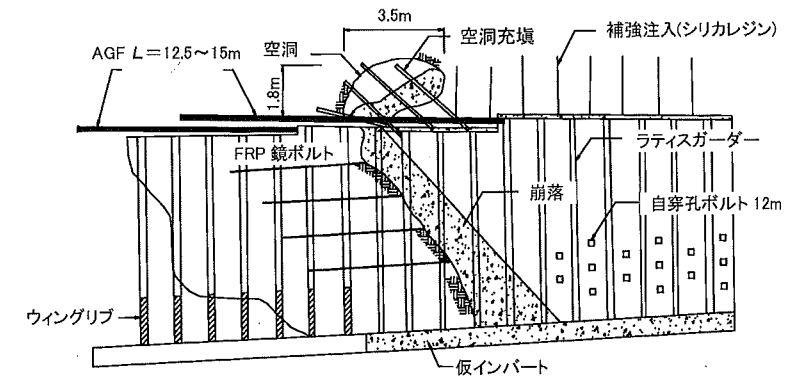 3.5m
補強注入(シリカレジン)
空洞
空洞充塡
AGF L=12.5～15m
1.8m
ラティスガーダー
FRP 鏡ボルト
崩落
自穿孔ボルト 12m
ウィングリブ
仮インバート